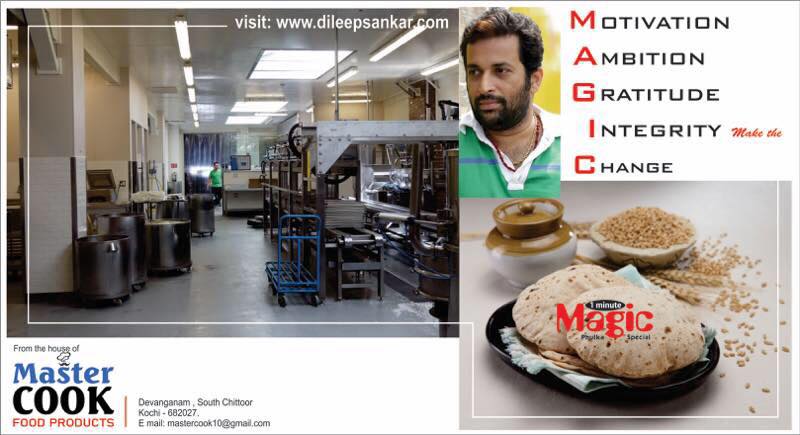 visit: www.dileepsankar.com
MOTIVATION
AMBITION
GRATITUDE
INTEGRITY Make the
CHANGE
1 minute
Magic
Phulka Special
From the house of
Master
COOK
FOOD PRODUCTS
Devanganam , South Chittoor
Kochi - 682027.
E mail: mastercook10@gmail.com